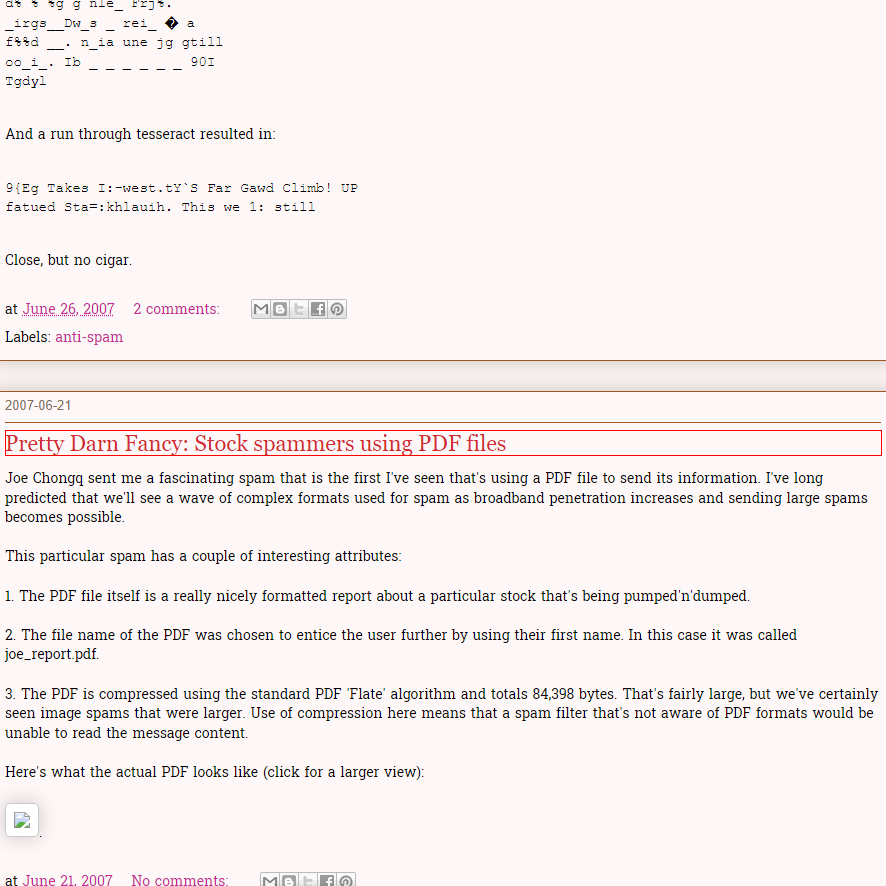 _irgs__Dw_s _ rei_ � a
f%%d __. n_ia une jg gtill
oo_i_. Ib _ _ _ _ _ _ 90I
Tgdyl
And a run through tesseract resulted in:
9{Eg Takes I:-west.tY`S Far Gawd Climb! UP
fatued Sta=:khlauih. This we 1: still
Close, but no cigar.
at June 26, 2007 2 comments:
Labels: anti-spam
2007-06-21
Pretty Darn Fancy: Stock spammers using PDF files
Joe Chongq sent me a fascinating spam that is the first I've seen that's using a PDF file to send its information. I've long
predicted that we'll see a wave of complex formats used for spam as broadband penetration increases and sending large spams
becomes possible.
This particular spam has a couple of interesting attributes:
1. The PDF file itself is a really nicely formatted report about a particular stock that's being pumped'n'dumped.
2. The file name of the PDF was chosen to entice the user further by using their first name. In this case it was called
joe_report.pdf.
3. The PDF is compressed using the standard PDF 'Flate' algorithm and totals 84,398 bytes. That's fairly large, but we've certainly
seen image spams that were larger. Use of compression here means that a spam filter that's not aware of PDF formats would be
unable to read the message content.
Here's what the actual PDF looks like (click for a larger view):
.
at June 21, 2007 No comments: